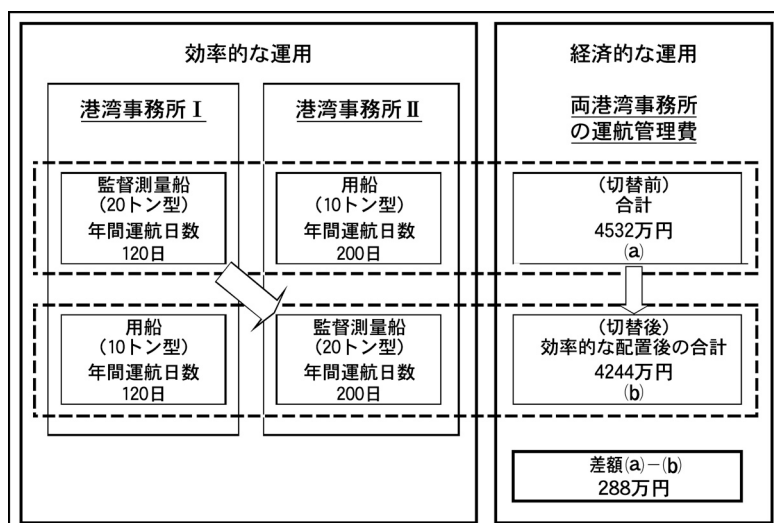 効率的な運用
港湾事務所Ⅰ
監督測量船
(20トン型)
年間運航日数
120日
用船
(10トン型)
年間運航日数
120日
港湾事務所Ⅱ
用船
(10トン型)
年間運航日数
200日
監督測量船
(20トン型)
年間運航日数
200日
経済的な運用
両港湾事務所
の運航管理費
(切替前)
合計
4532万円
(a)
(切替後)
効率的な配置後の合計
4244万円
(b)
差額(a)-(b)
288万円